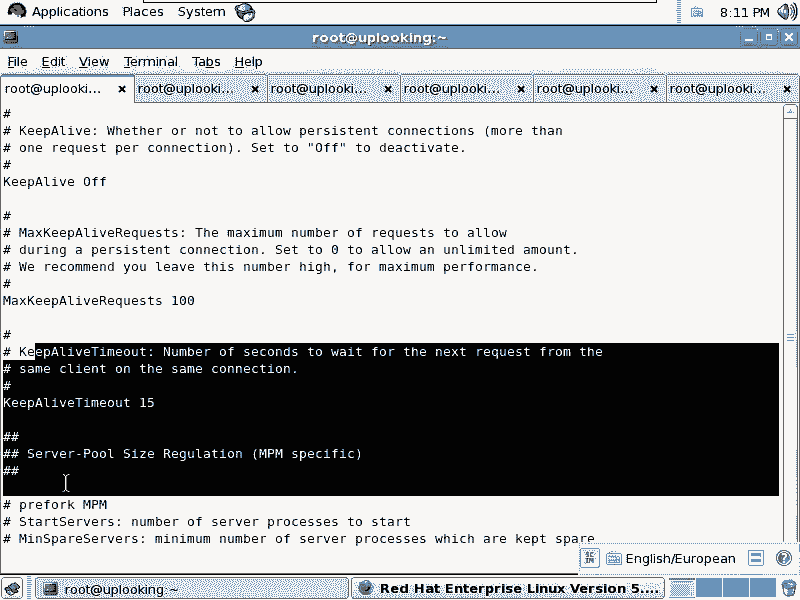 Applications Places System 8:11 PM
root@uplooking:~
File Edit View Terminal Tabs Help
root@uplooki... root@uplooki... root@uplooki... root@uplooki... root@uplooki... root@uplooki...
#
# KeepAlive: Whether or not to allow persistent connections (more than
# one request per connection). Set to "Off" to deactivate.
#
KeepAlive Off
#
# MaxKeepAliveRequests: The maximum number of requests to allow
# during a persistent connection. Set to 0 to allow an unlimited amount.
# We recommend you leave this number high, for maximum performance.
#
MaxKeepAliveRequests 100
#
# KeepAliveTimeout: Number of seconds to wait for the next request from the
# same client on the same connection.
#
KeepAliveTimeout 15
##
## Server-Pool Size Regulation (MPM specific)
##
# prefork MPM
# StartServers: number of server processes to start
# MinSpareServers: minimum number of server processes which are kept spare
English/European
root@uplooking:~ Red Hat Enterprise Linux Version 5....